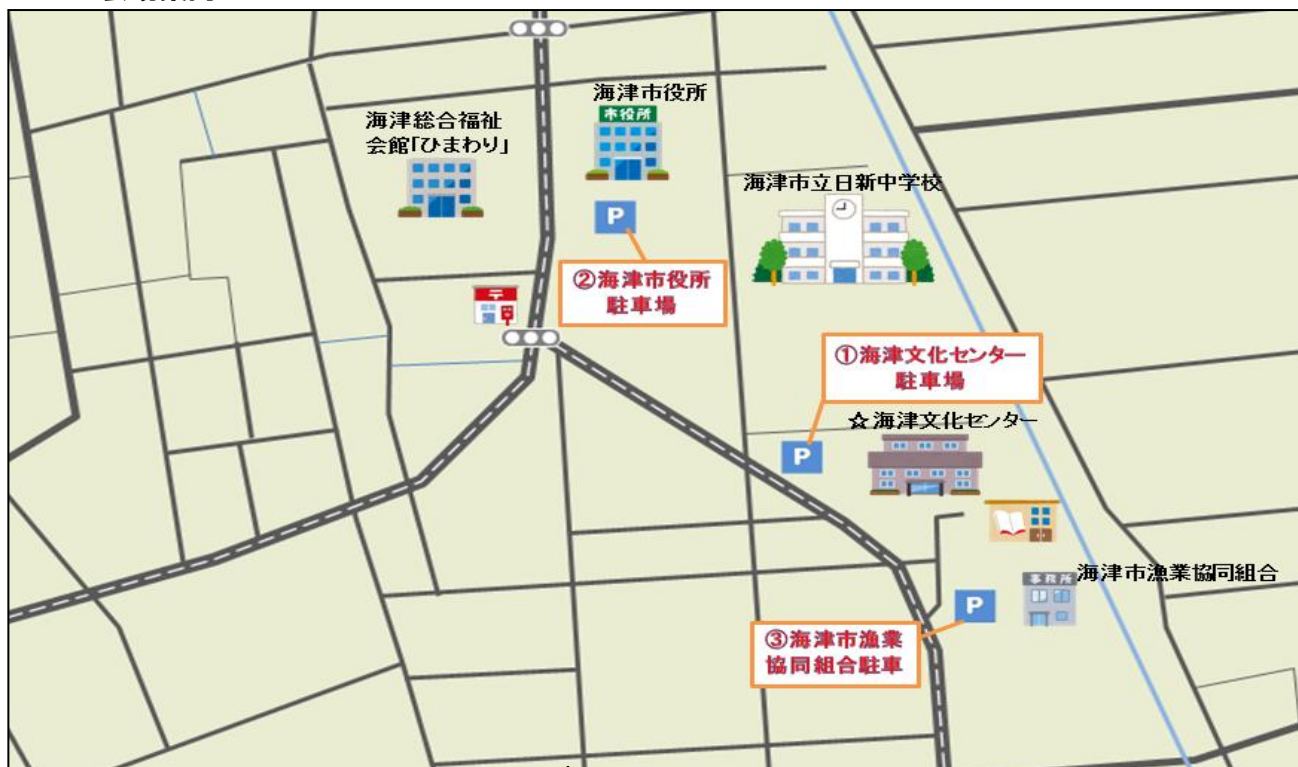 海津市役所
市役所
海津総合福祉
会館「ひまわり」
P
海津市立日新中学校
②海津市役所
駐車場
〒
①海津文化センター
駐車場
☆海津文化センター
P
海津市漁業協同組合
事務所
P
③海津市漁業
協同組合駐車